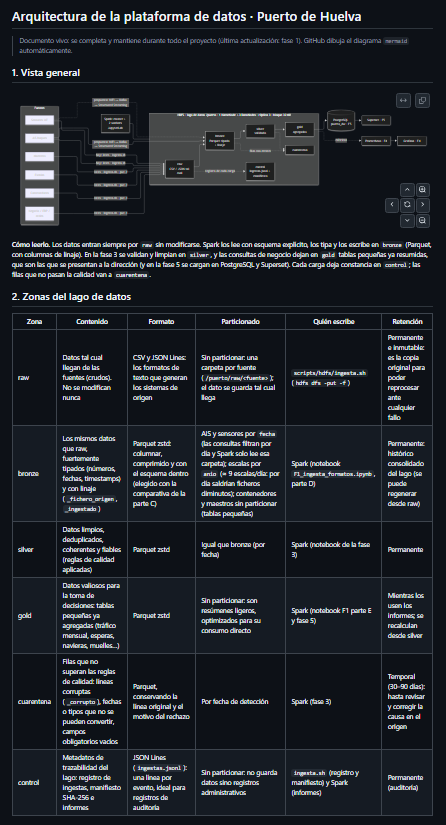 Arquitectura de la plataforma de datos · Puerto de Huelva
Documento vivo: se completa y mantiene durante todo el proyecto (última actualización: fase 1). GitHub dibuja el diagrama mermaid
automáticamente.
1. Vista general
Cómo leerlo. Los datos entran siempre por raw sin modificarse. Spark los lee con esquema explícito, los tipa y los escribe en bronze (Parquet,
con columnas de linaje). En la fase 3 se validan y limpian en silver, y las consultas de negocio dejan en gold tablas pequeñas ya
resumidas, que son las que se presentan a la dirección (y en la fase 5 se cargan en PostgreSQL y Superset). Cada carga deja constancia en control; las
filas que no pasan la calidad van a cuarentena.
2. Zonas del lago de datos
Zona Contenido Formato Particionado Quién escribe Retención
raw
Datos tal cual
llegan de las
fuentes (crudos).
No se modifican
nunca
CSV y JSON Lines:
los formatos de
texto que generan
los sistemas de
origen
Sin particionar: una
carpeta por fuente
(/puerto/raw/<fuente>);
el dato se guarda tal cual
llega
scripts/hdfs/ingesta.sh
(hdfs dfs -put -f)
Permanente
e inmutable:
es la copia
original para
poder
reprocesar
ante
cualquier
fallo
bronze
Los mismos datos
que raw,
fuertemente
tipados (números,
fechas, timestamps)
y con linaje
(_fichero_origen,
_ingestado)
Parquet zstd:
columnar,
comprimido y con
el esquema dentro
(elegido con la
comparativa de la
parte C)
AIS y sensores por fecha
(las consultas filtran por
día y Spark solo lee esa
carpeta); escalas por
anio (≈ 9 escalas/día: por
día saldrían ficheros
diminutos); contenedores
y maestros sin particionar
(tablas pequeñas)
Spark (notebook
F1_ingesta_formatos.ipynb,
parte D)
Permanente:
histórico
consolidado
del lago (se
puede
regenerar
desde raw)
silver
Datos limpios,
deduplicados,
coherentes y fiables
(reglas de calidad
aplicadas)
Parquet zstd
Igual que bronze (por
fecha)
Spark (notebook de la fase
3)
Permanente
gold
Datos valiosos para
la toma de
decisiones: tablas
pequeñas ya
agregadas (tráfico
mensual, esperas,
navieras, muelles...)
Parquet zstd
Sin particionar: son
resúmenes ligeros,
optimizados para su
consumo directo
Spark (notebook F1 parte E
y fase 5)
Mientras los
usen los
informes; se
recalculan
desde silver
cuarentena
Filas que no
superan las reglas
de calidad: líneas
corruptas
(_corrupto), fechas
o tipos que no se
pueden convertir,
campos
obligatorios vacíos
Parquet,
conservando la
línea original y el
motivo del rechazo
Por fecha de detección
Spark (fase 3)
Temporal
(30–90 días):
hasta revisar
y corregir la
causa en el
origen
control
Metadatos de
trazabilidad del
lago: registro de
ingestas, manifiesto
SHA-256 e
informes
JSON Lines
(ingestas.jsonl):
una línea por
evento, ideal para
registros de
auditoría
Sin particionar: no guarda
datos sino registros
administrativos
ingesta.sh (registro y
manifiesto) y Spark
(informes)
Permanente
(auditoría)